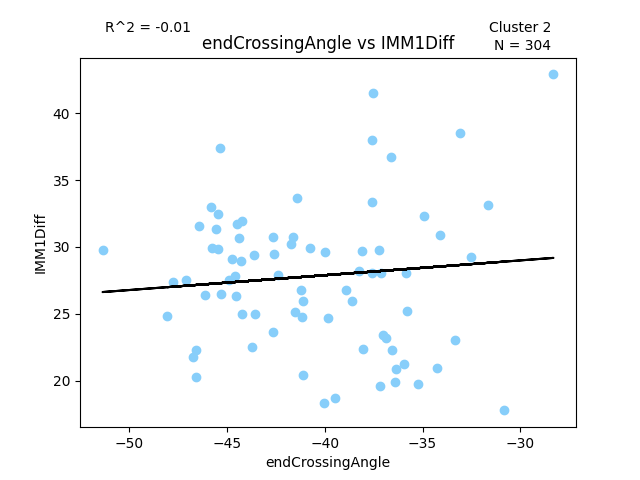 R^2 = -0.01
Cluster 2
endCrossingAngle vs IMM1Diff
N = 304
40
35
30
25
20
IMM1Diff
−50
−45
−40
−35
−30
endCrossingAngle